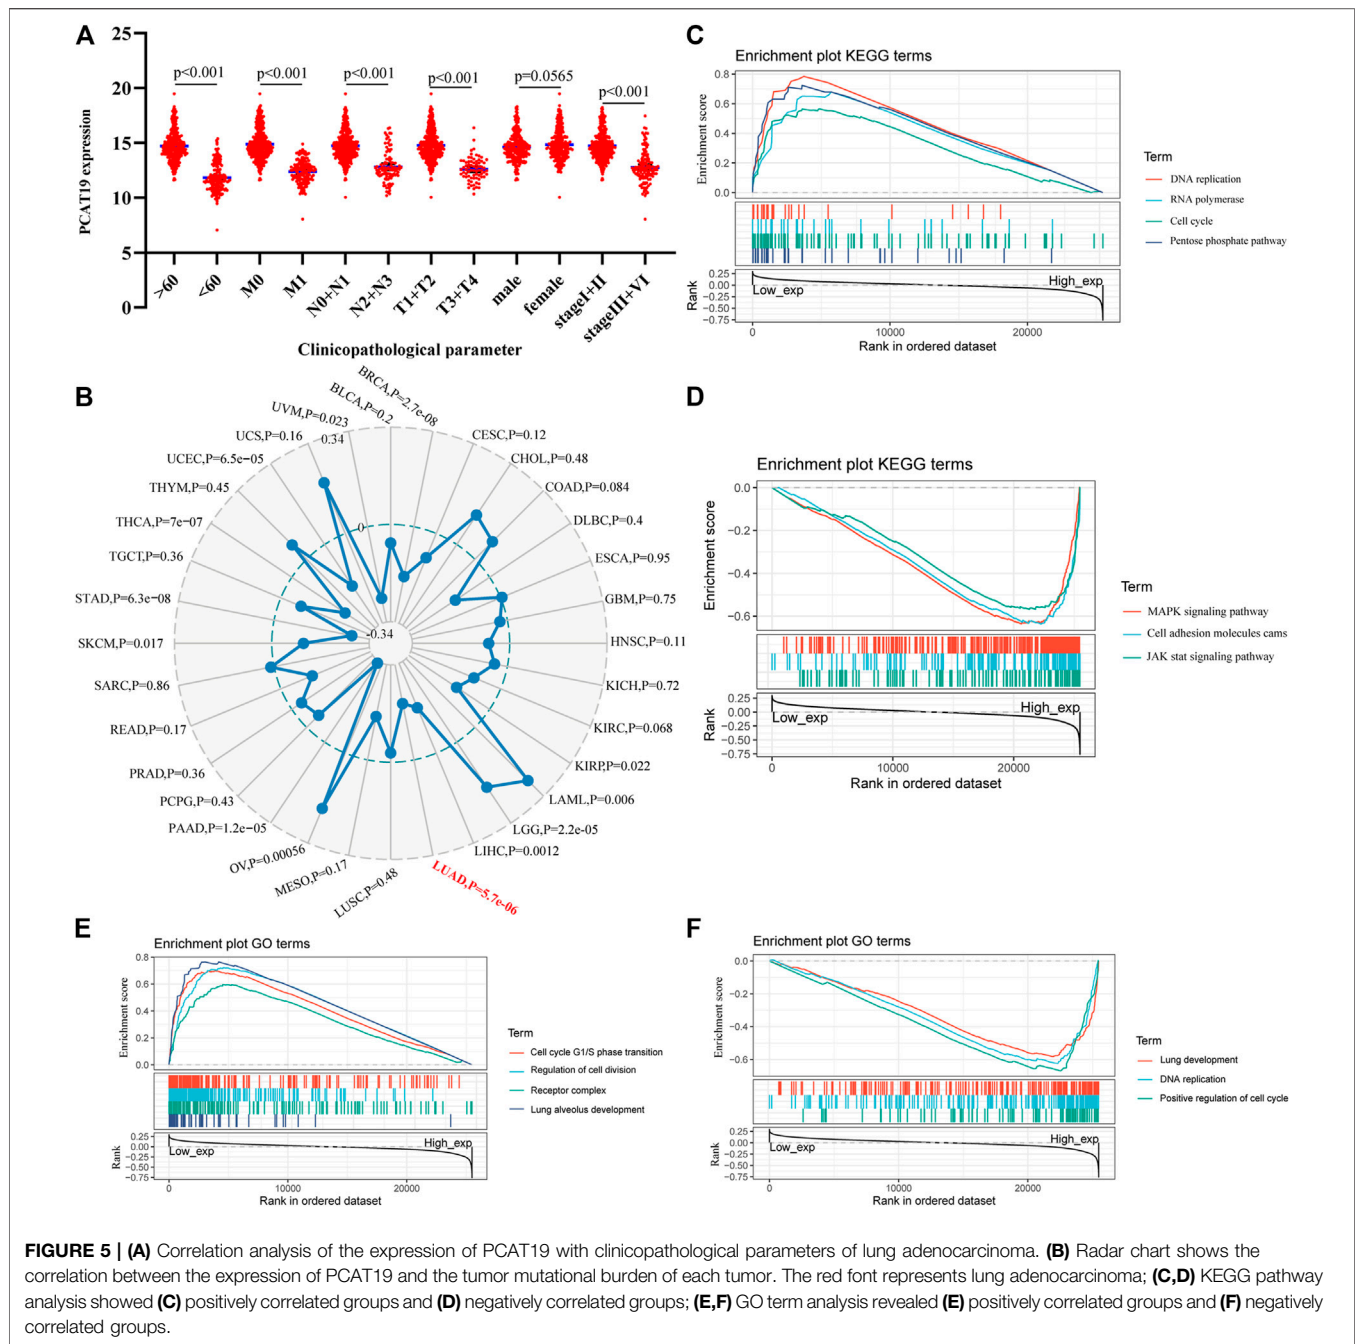 A
25
20
15
10
5
0
PCAT19 expression
p<0.001
p<0.001
p<0.001
p<0.001
p=0.0565
p<0.001
>60
<60
M0
M1
N0+N1
N2+N3
T1+T2
T3+T4
male
female
stageI+II
stageIII+VI
Clinicopathological parameter
B
BRCA,P=2.7e-08
BLCA,P=0.2
UVM,P=0.023
UCS,P=0.16
0.34
CESC,P=0.12
CHOL,P=0.48
UCEC,P=6.5e-05
COAD,P=0.084
THYM,P=0.45
DLBC,P=0.4
THCA,P=7e-07
0
ESCA,P=0.95
TGCT,P=0.36
GBM,P=0.75
STAD,P=6.3e-08
HNSC,P=0.11
SKCM,P=0.017
-0.34
KICH,P=0.72
SARC,P=0.86
KIRC,P=0.068
READ,P=0.17
KIRP,P=0.022
PRAD,P=0.36
LAML,P=0.006
PCPG,P=0.43
LGG,P=2.2e-05
PAAD,P=1.2e-05
LIHC,P=0.0012
OV,P=0.00056
MESO,P=0.17
LUSC,P=0.48
LUAD,P=5.7e-06
C
Enrichment plot KEGG terms
0.8
0.6
0.4
0.2
0.0
Enrichment score
Term
DNA replication
RNA polymerase
Cell cycle
Pentose phosphate pathway
0.25
0.00
-0.25
-0.50
-0.75
Rank
Low_exp
High_exp
0
10000
20000
Rank in ordered dataset
D
Enrichment plot KEGG terms
0.0
-0.2
-0.4
-0.6
Enrichment score
Term
MAPK signaling pathway
Cell adhesion molecules cams
JAK stat signaling pathway
0.25
0.00
-0.25
-0.50
-0.75
Rank
Low_exp
High_exp
0
10000
20000
Rank in ordered dataset
E
Enrichment plot GO terms
0.8
0.6
0.4
0.2
0.0
Enrichment score
Term
Cell cycle G1/S phase transition
Regulation of cell division
Receptor complex
Lung alveolus development
0.25
0.00
-0.25
-0.50
-0.75
Rank
Low_exp
High_exp
0
10000
20000
Rank in ordered dataset
F
Enrichment plot GO terms
0.0
-0.2
-0.4
-0.6
Enrichment score
Term
Lung development
DNA replication
Positive regulation of cell cycle
0.25
0.00
-0.25
-0.50
-0.75
Rank
Low_exp
High_exp
0
10000
20000
Rank in ordered dataset
FIGURE 5 | (A) Correlation analysis of the expression of PCAT19 with clinicopathological parameters of lung adenocarcinoma. (B) Radar chart shows the
correlation between the expression of PCAT19 and the tumor mutational burden of each tumor. The red font represents lung adenocarcinoma; (C,D) KEGG pathway
analysis showed (C) positively correlated groups and (D) negatively correlated groups; (E,F) GO term analysis revealed (E) positively correlated groups and (F) negatively
correlated groups.